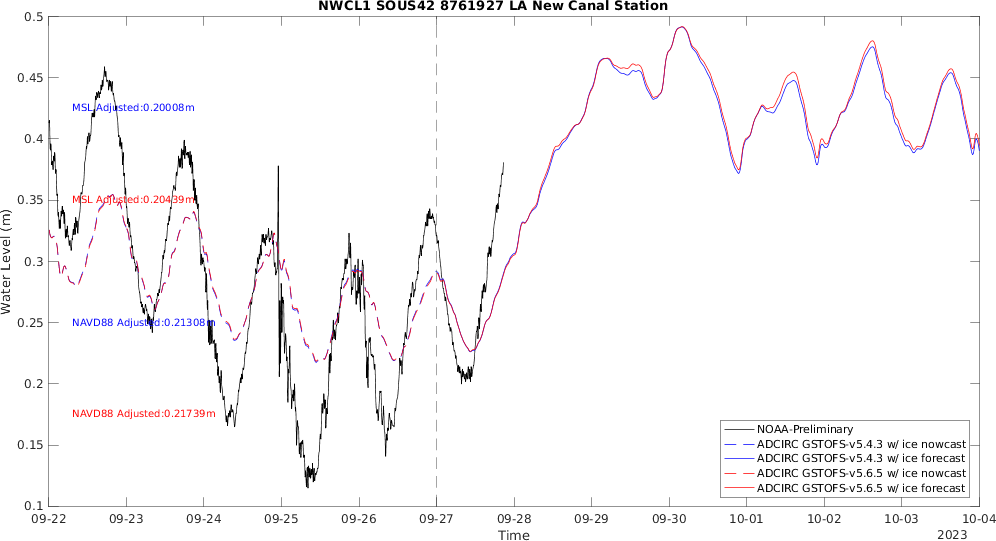 NWCL1 SOUS42 8761927 LA New Canal Station
0.5
0.45
0.4
0.35
0.3
0.25
0.2
0.15
0.1
Water Level (m)
MSL Adjusted:0.20008m
MSL Adjusted:0.20439m
NAVD88 Adjusted:0.21308m
NAVD88 Adjusted:0.21739m
NOAA-Preliminary
ADCIRC GSTOFS-v5.4.3 w/ ice nowcast
ADCIRC GSTOFS-v5.4.3 w/ ice forecast
ADCIRC GSTOFS-v5.6.5 w/ ice nowcast
ADCIRC GSTOFS-v5.6.5 w/ ice forecast
09-22 09-23 09-24 09-25 09-26 09-27 09-28 09-29 09-30 10-01 10-02 10-03 10-04
Time
2023